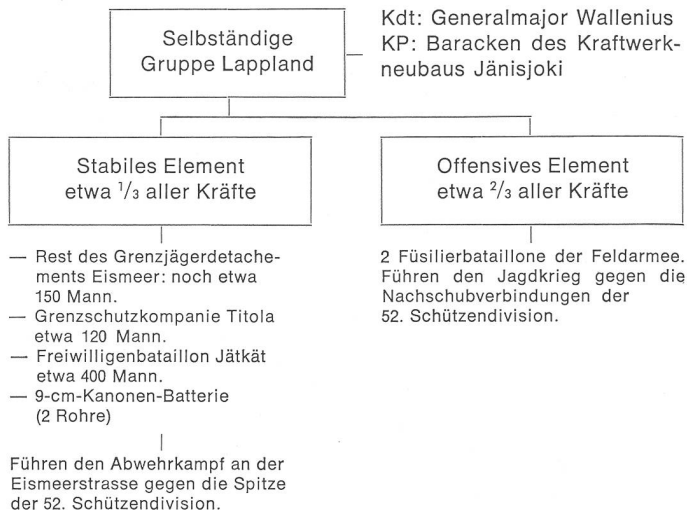 Selbständige
Gruppe Lappland
Kdt: Generalmajor Wallenius
KP: Baracken des Kraftwerk-
neubaus Jänisjoki
Stabiles Element
etwa 1/3 aller Kräfte
— Rest des Grenzjägerdetache-
ments Eismeer: noch etwa
150 Mann.
— Grenzschutzkompanie Titola
etwa 120 Mann.
— Freiwilligenbataillon Jätkät
etwa 400 Mann.
— 9-cm-Kanonen-Batterie
(2 Rohre)
Führen den Abwehrkampf an der
Eismeerstrasse gegen die Spitze
der 52. Schützendivision.
Offensives Element
etwa 2/3 aller Kräfte
2 Füsilierbataillone der Feldarmee.
Führen den Jagdkrieg gegen die
Nachschubverbindungen der
52. Schützendivision.